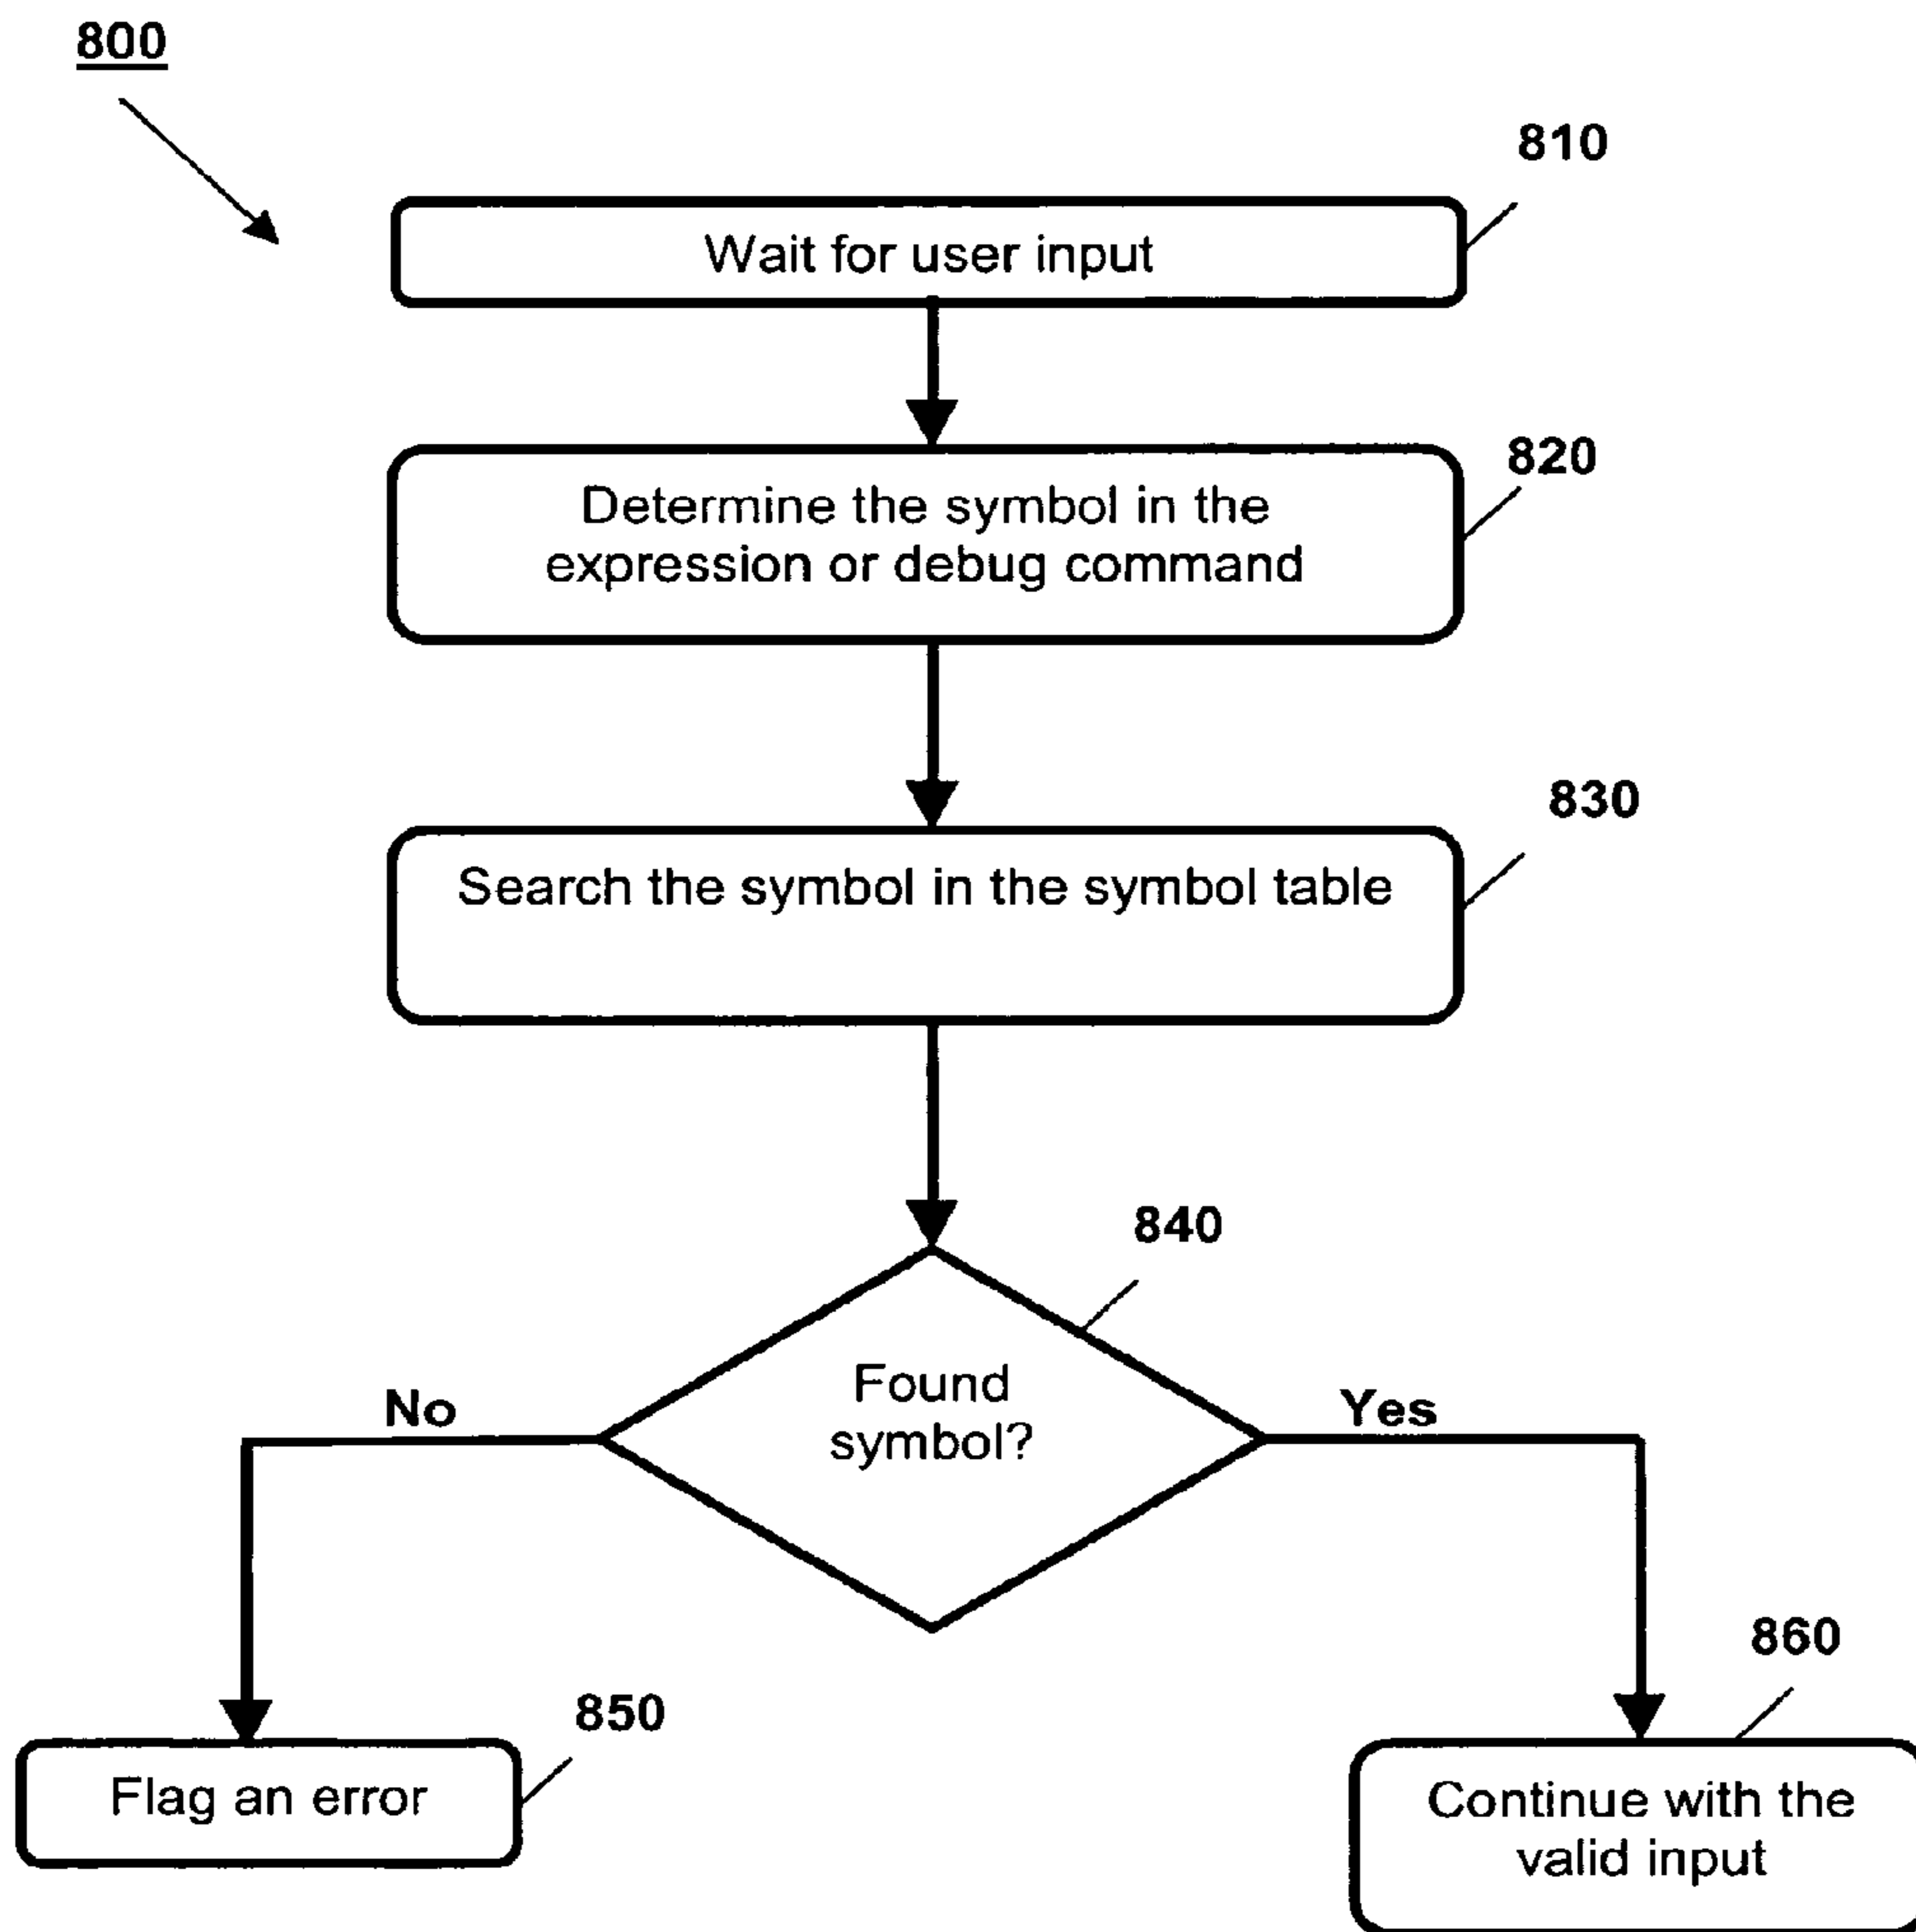 800
810
Wait for user input
820
Determine the symbol in the
expression or debug command
830
Search the symbol in the symbol table
840
Found
symbol?
No
Yes
850
Flag an error
860
Continue with the
valid input